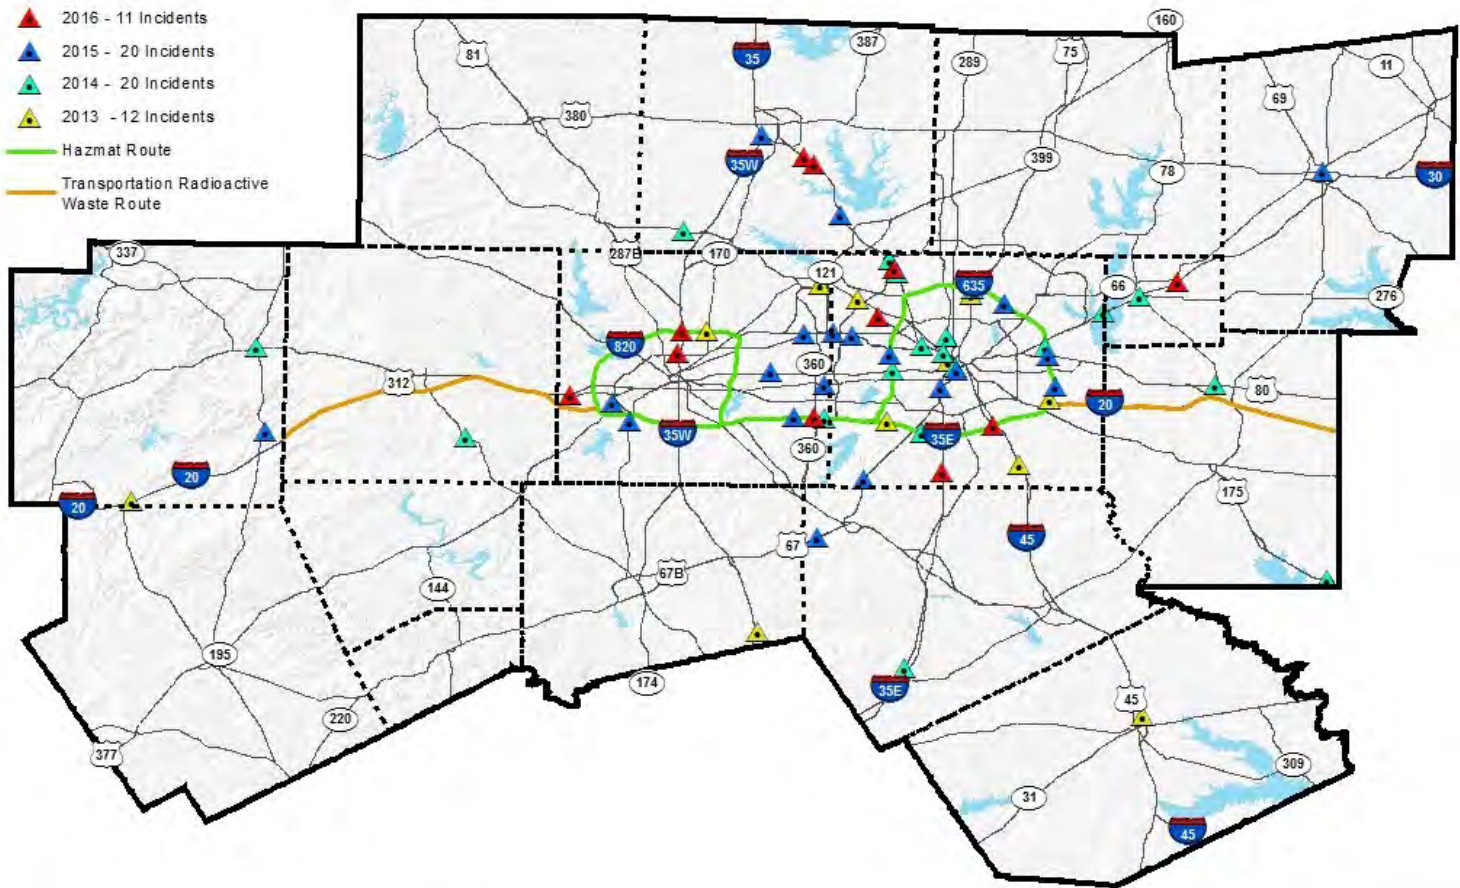 2016 - 11 Incidents
2015 - 20 Incidents
2014 - 20 Incidents
2013 - 12 Incidents
Hazmat Route
Transportation Radioactive
Waste Route
160
81
35
387
289
75
11
69
380
35W
399
78
30
337
287B
170
121
635
66
276
820
360
312
80
20
35W
35E
360
20
20
175
67
45
67B
144
195
174
35E
45
220
377
309
31
45